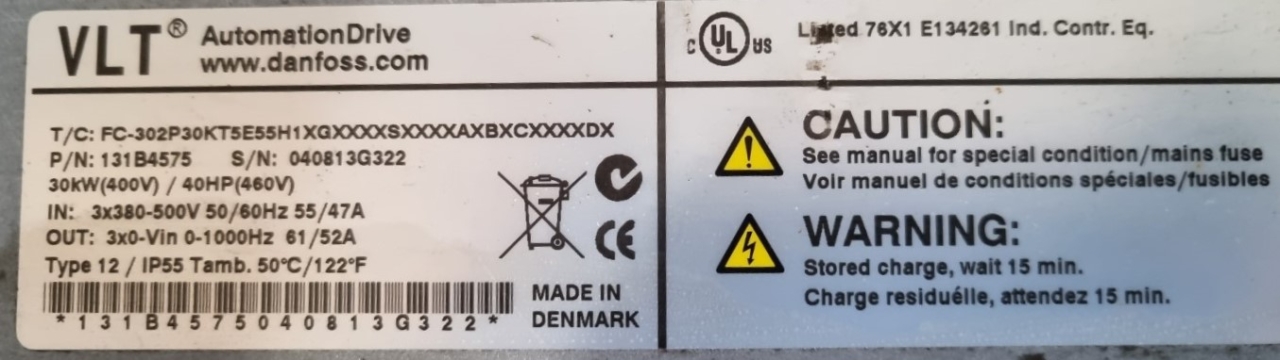 VLT® AutomationDrive
www.danfoss.com
T/C: FC-302P30KT5E55H1XGXXXXSXXXXAXBXCXXXXDX
P/N: 131B4575 S/N: 040813G322
30kW(400V) / 40HP(460V)
IN: 3x380-500V 50/60Hz 55/47A
OUT: 3x0-Vin 0-1000Hz 61/52A
Type 12 / IP55 Tamb. 50°C/122°F
*131B4575040813G322*
CE
MADE IN
DENMARK
c UL us Listed 76X1 E134261 Ind. Contr. Eq.
CAUTION:
See manual for special condition/mains fuse
Voir manuel de conditions spéciales/fusibles
WARNING:
Stored charge, wait 15 min.
Charge residuélle, attendez 15 min.